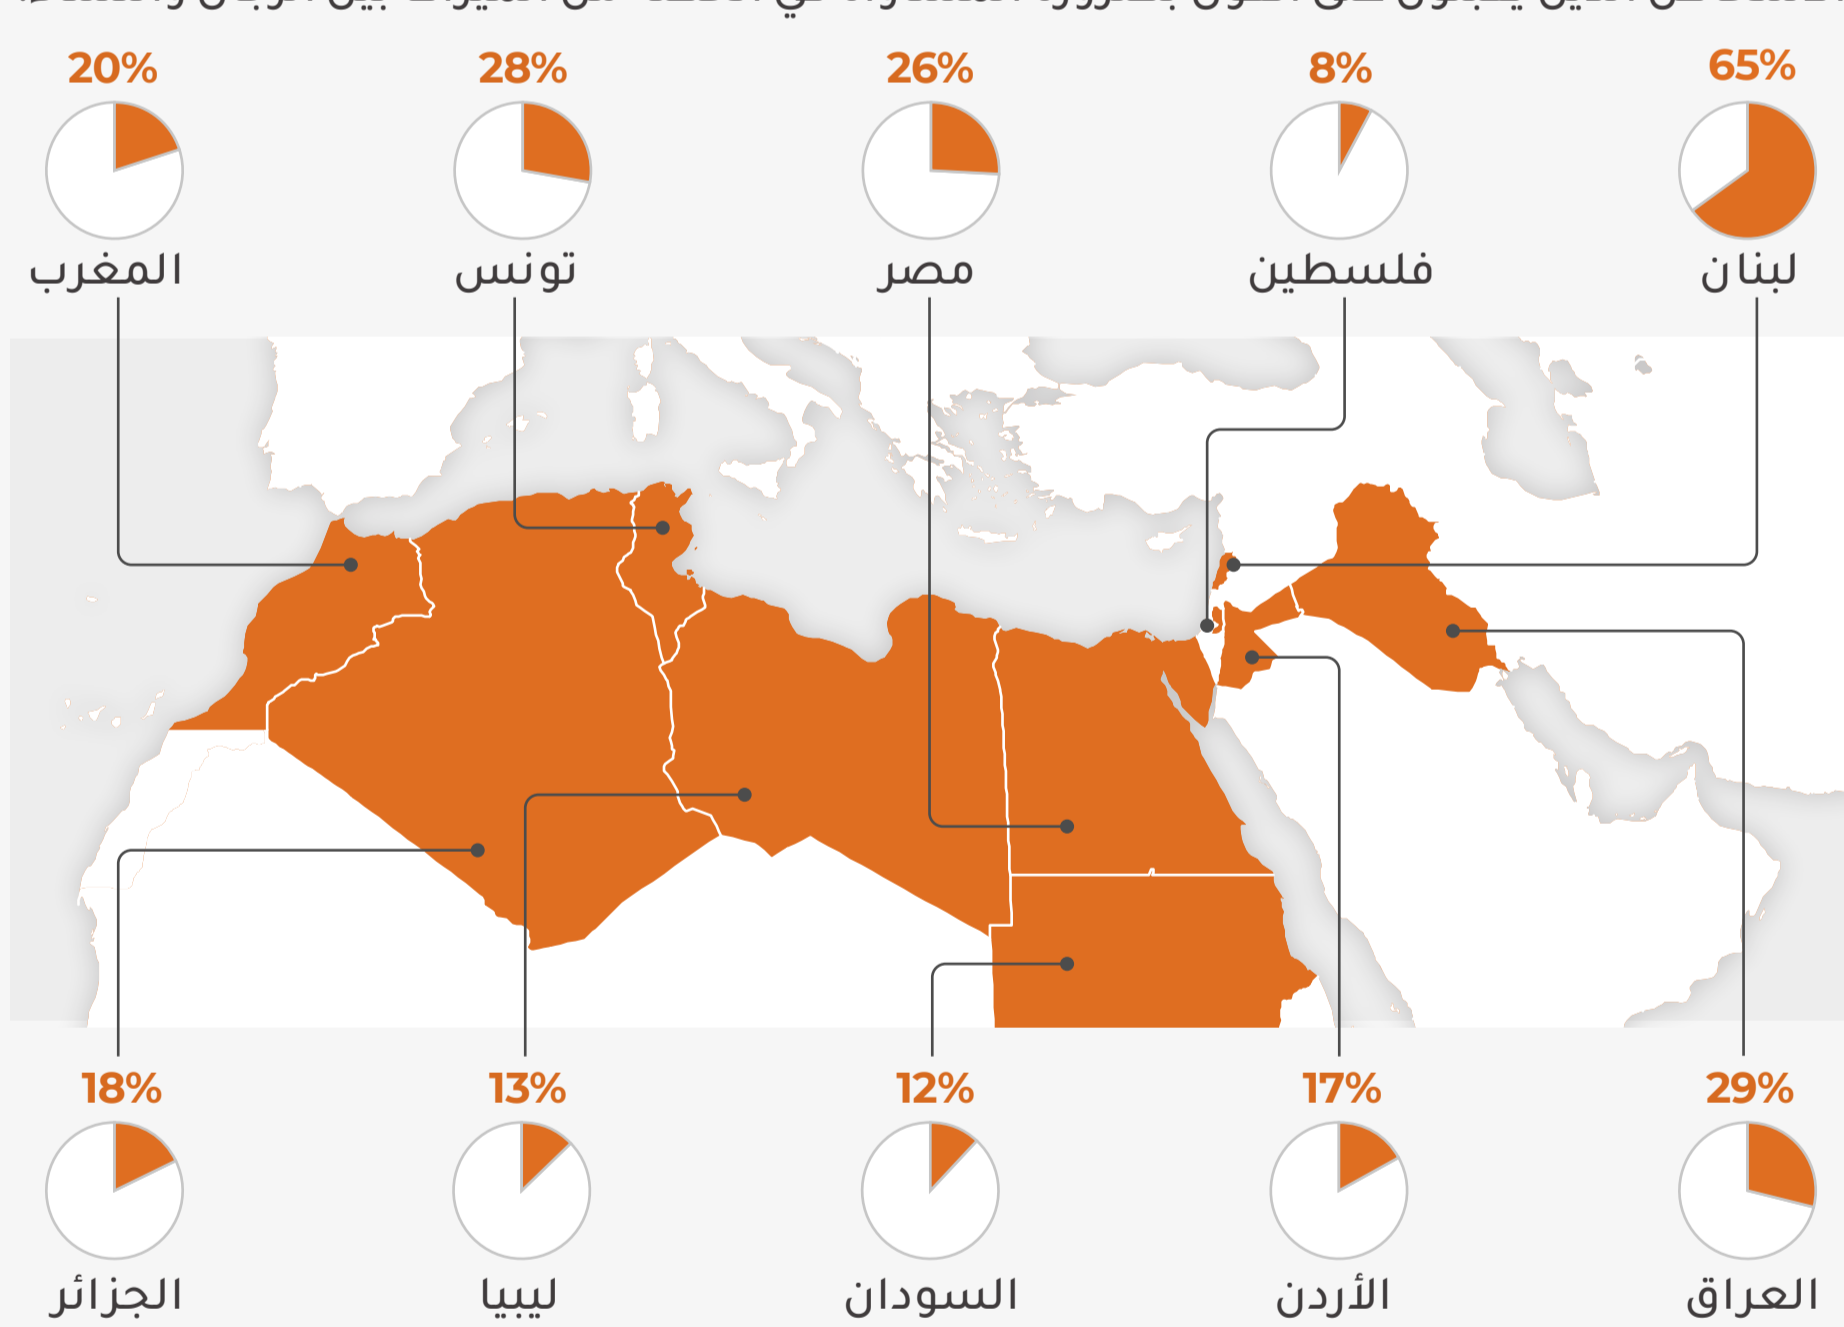 65% 8% 26% 28% 20%
لبنان فلسطين مصر تونس المغرب
29% 17% 12% 13% 18%
العراق الأردن السودان ليبيا الجزائر